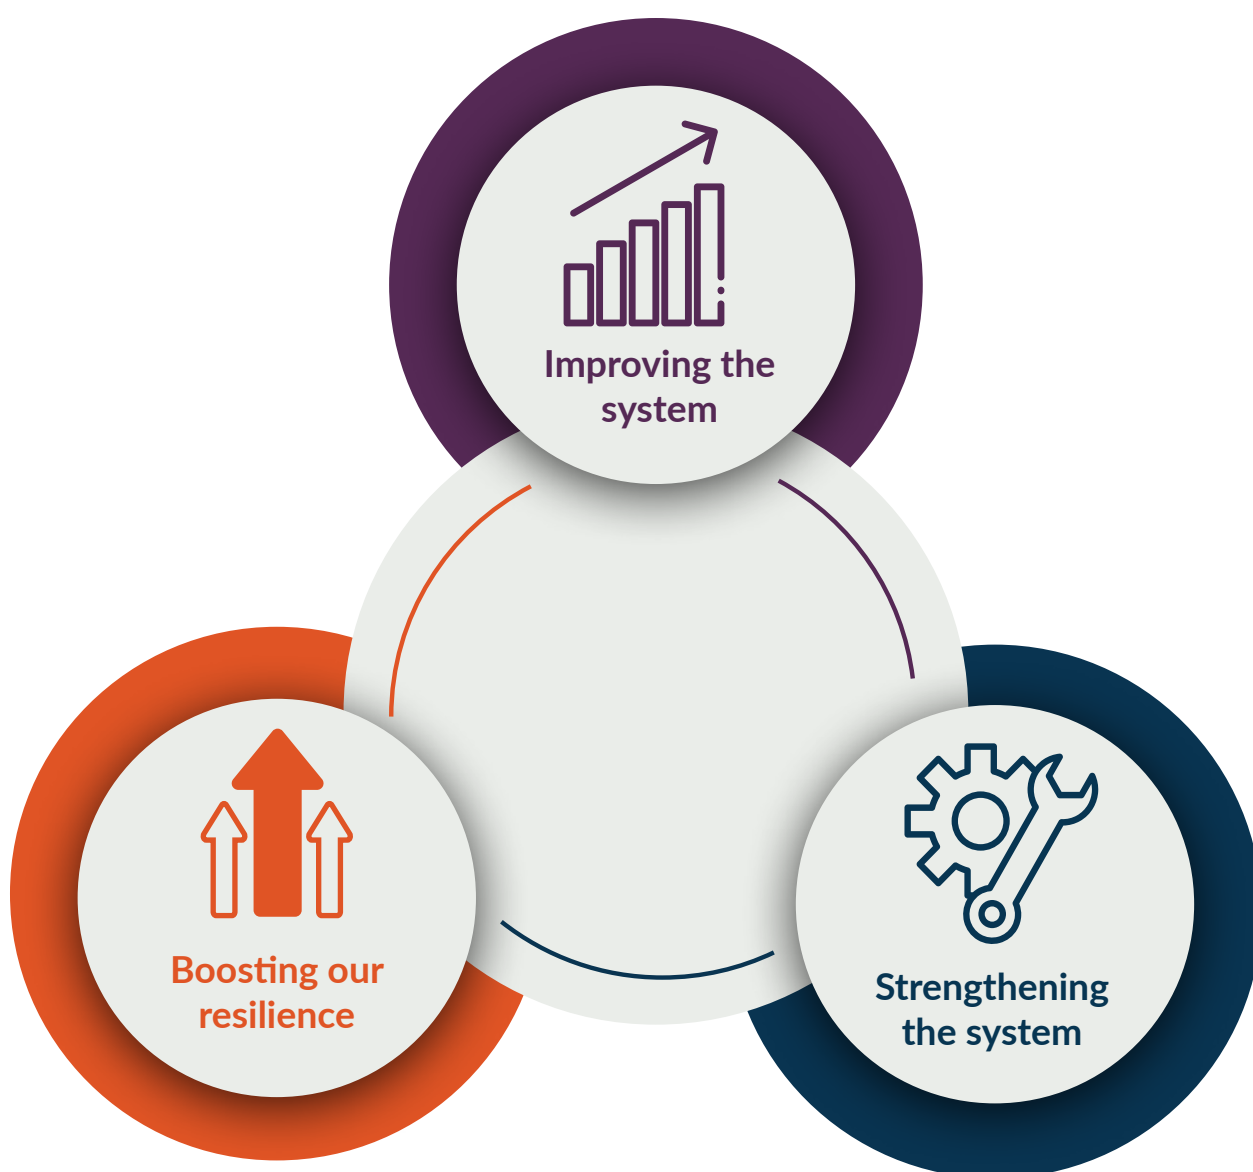 Improving the
system
Boosting our
resilience
Strengthening
the system